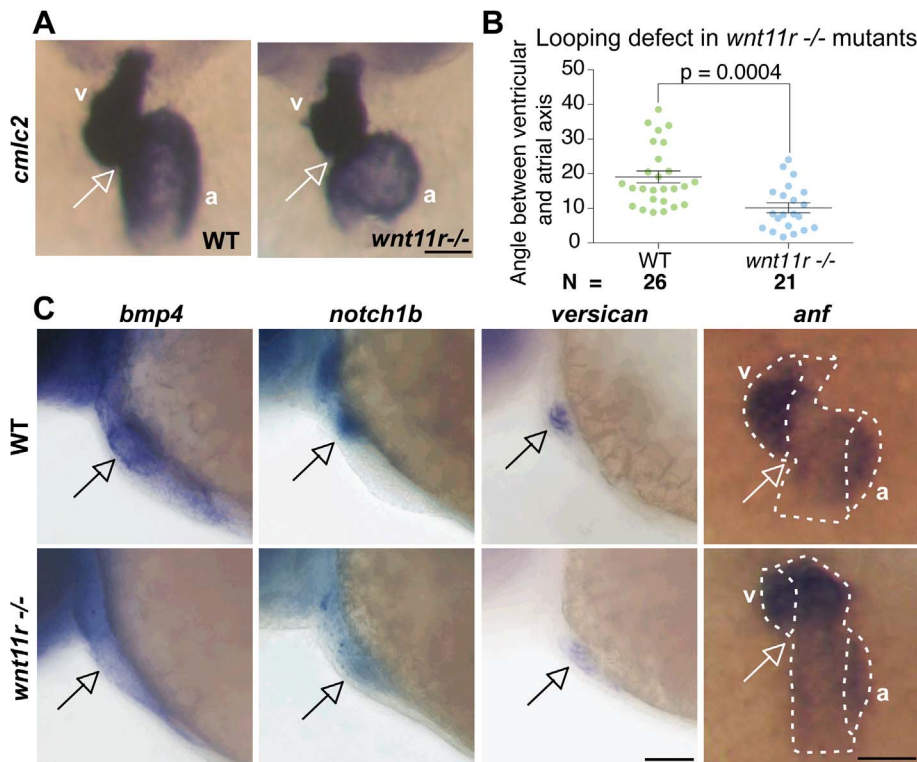 A
cmlc2
v
a
WT
v
a
wnt11r-/-
B
Looping defect in wnt11r -/- mutants
Angle between ventricular
and atrial axis
50
40
30
20
10
0
p = 0.0004
WT
wnt11r -/-
N = 26 21
C
bmp4 notch1b versican anf
WT
v
a
wnt11r -/-
v
a